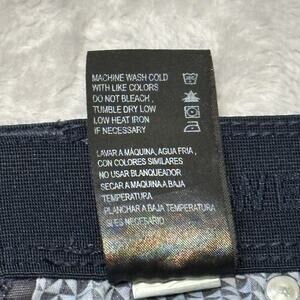 MACHINE WASH COLD
WITH LIKE COLORS
DO NOT BLEACH ,
TUMBLE DRY LOW
LOW HEAT IRON
IF NECESSARY
LAVAR A MÁQUINA, AGUA FRIA ,
CON COLORES SIMILARES
NO USAR BLANQUEADOR
SECAR A MAQUINA A BAJA
TEMPERATURA
PLANCHAR A BAJA TEMPERATURA
SI ES NECESARIO